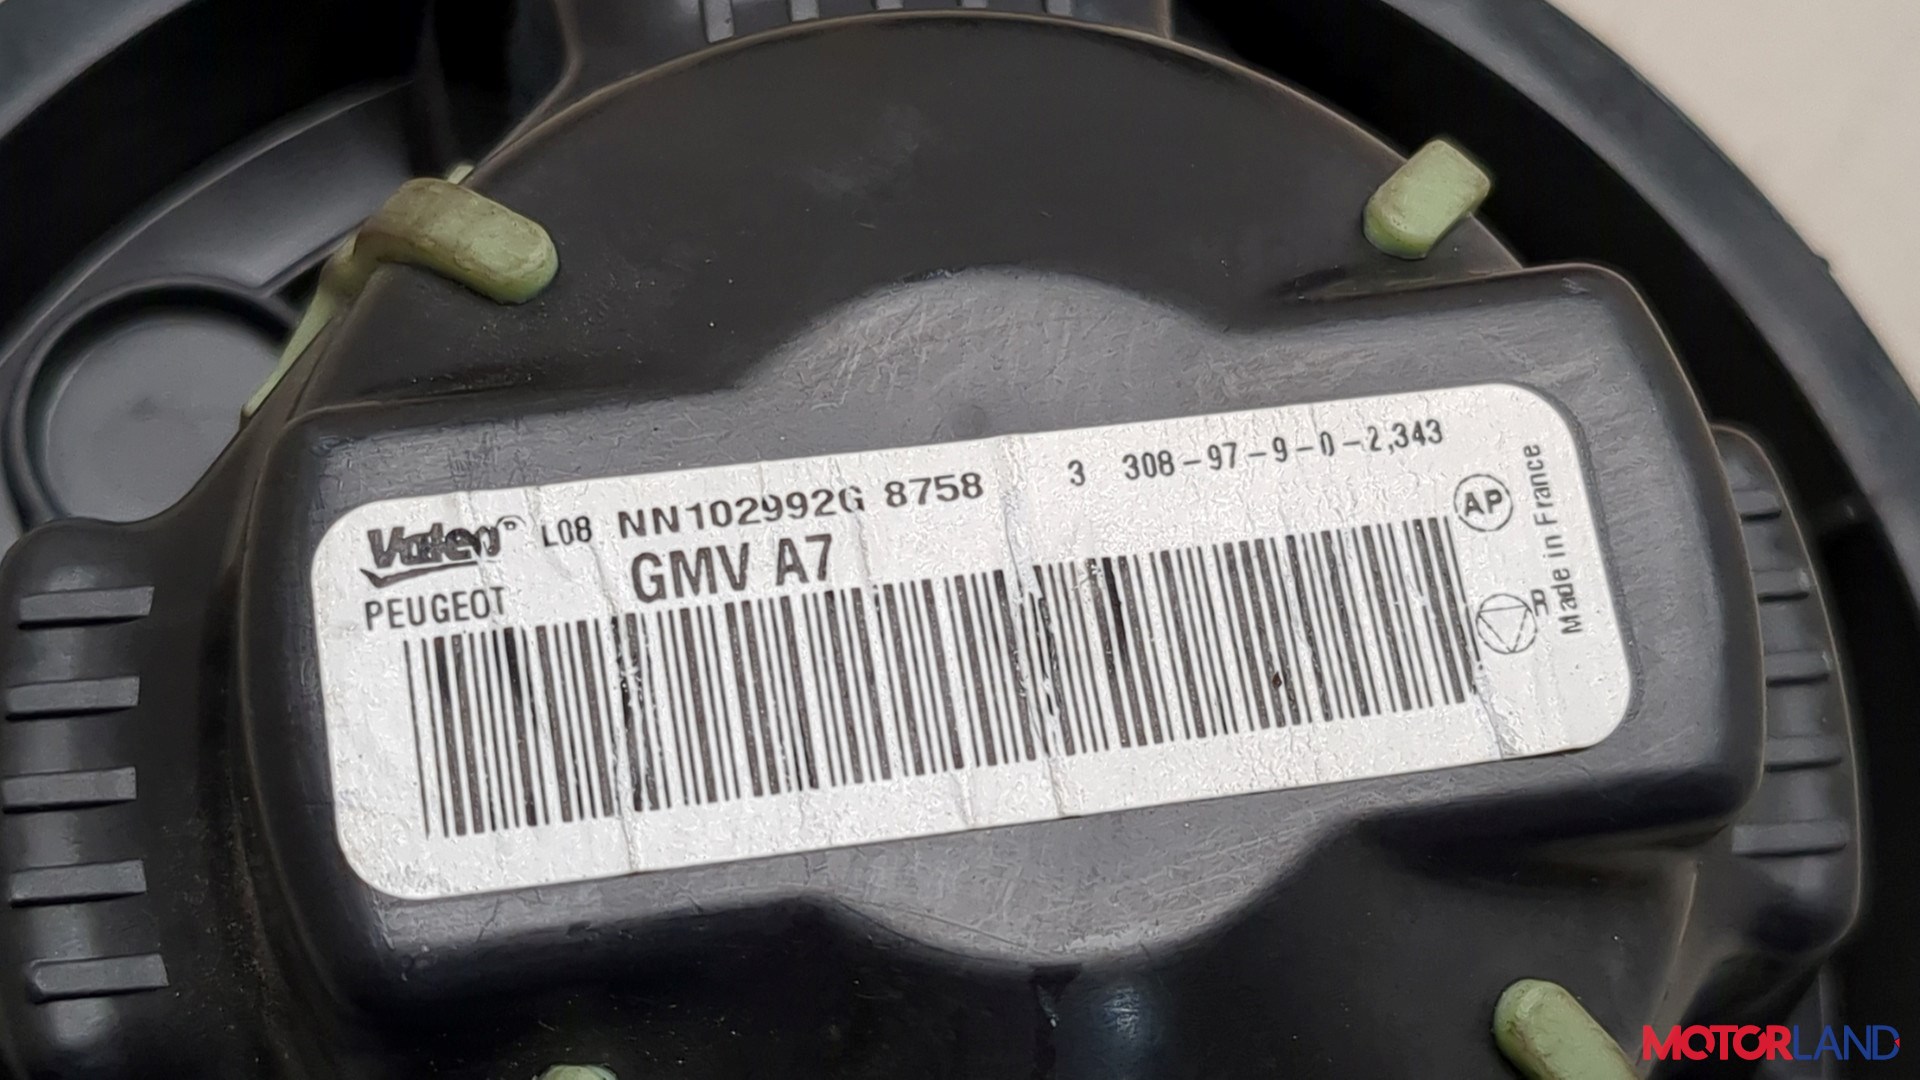 Valeo® L08 NN102992G 8758 3 308-97-9-0-2,343
PEUGEOT GMV A7
AP
R
Made in France
MOTORLAND